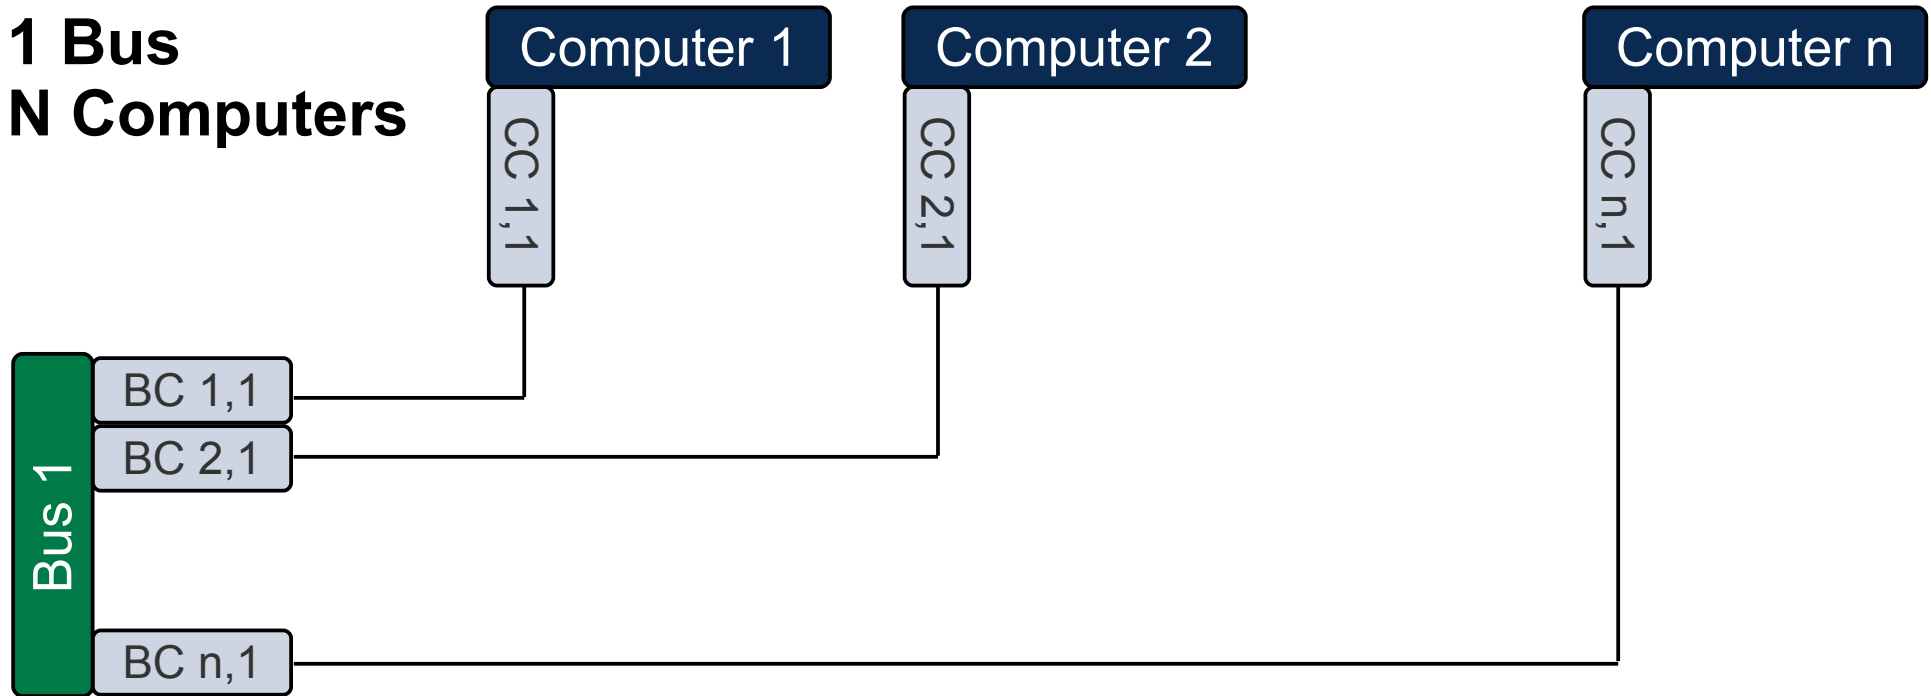 1 Bus
N Computers
Computer 1
Computer 2
Computer n
CC 1,1
CC 2,1
CC n,1
Bus 1
BC 1,1
BC 2,1
BC n,1